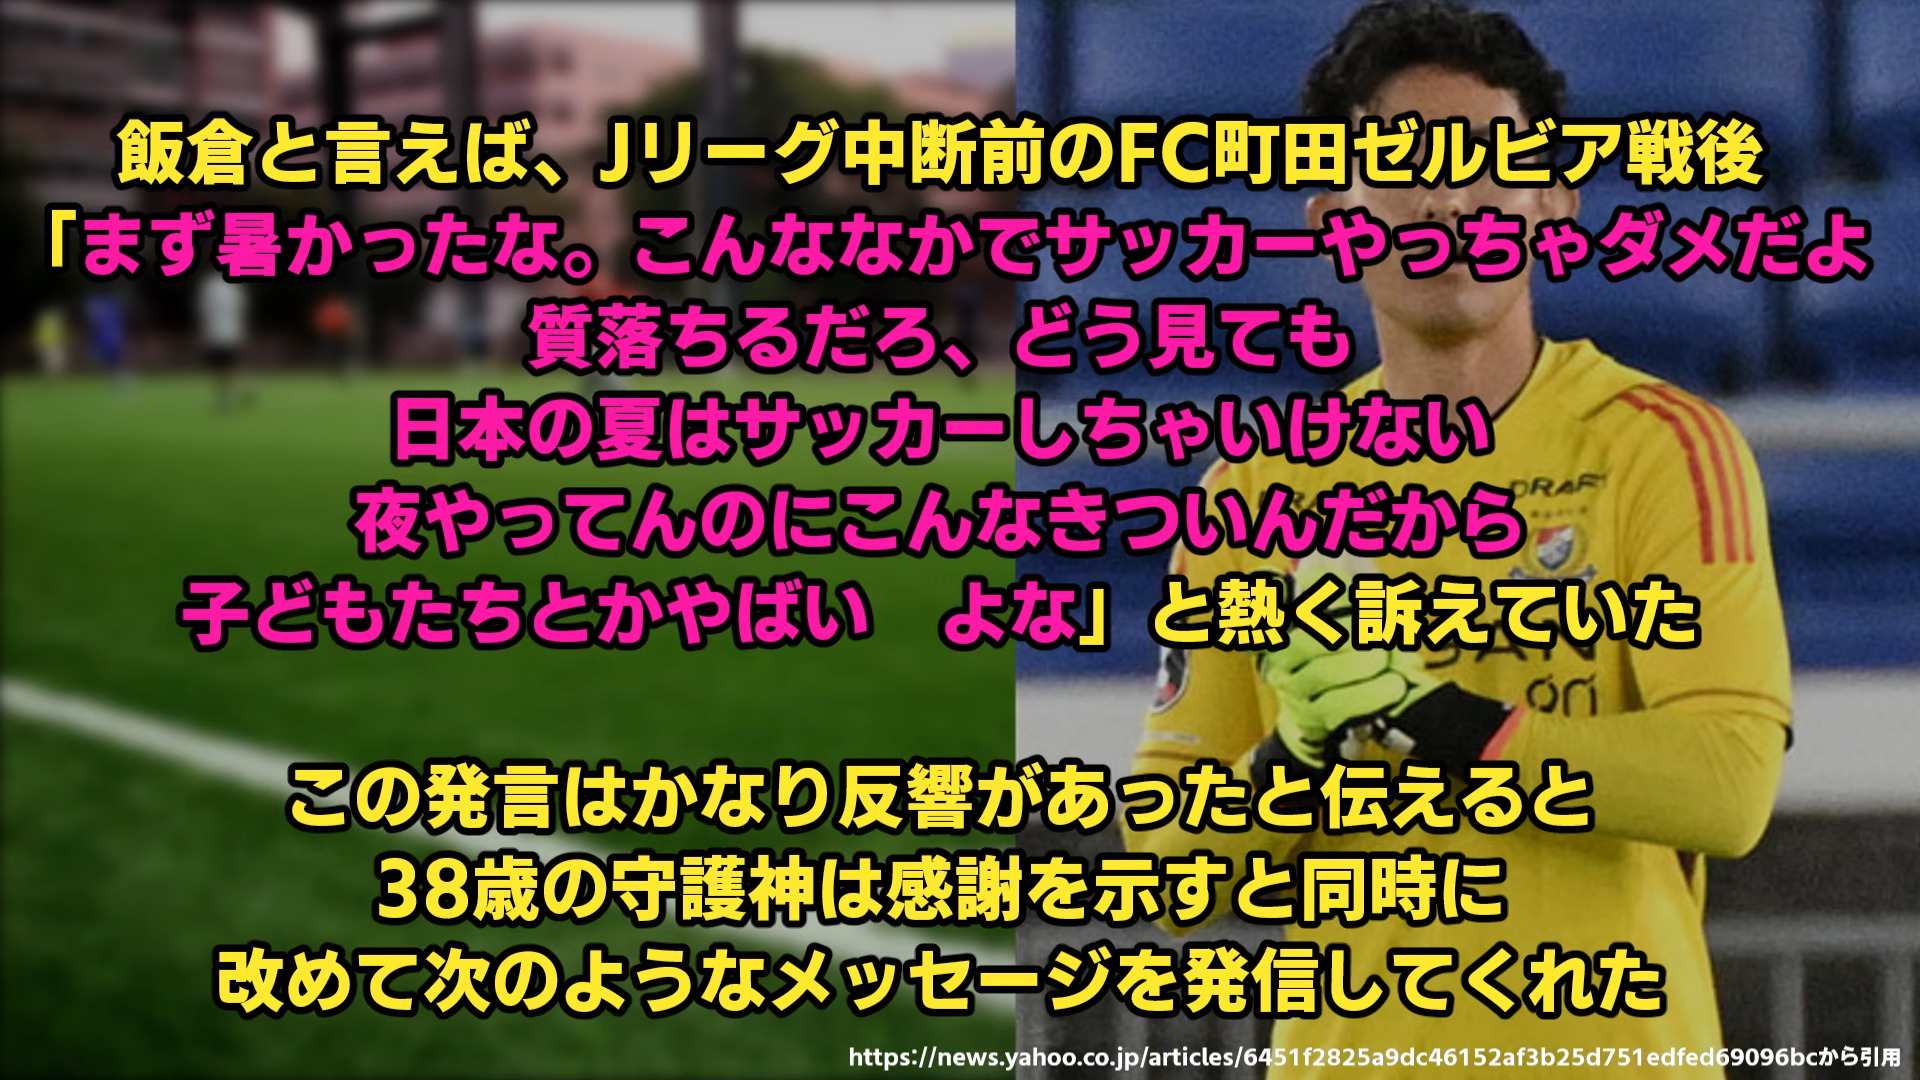 飯倉と言えば、Jリーグ中断前のFC町田ゼルビア戦後
「まず暑かったな。こんななかでサッカーやっちゃダメだよ
質落ちるだろ、どう見ても
日本の夏はサッカーしちゃいけない
夜やってんのにこんなきついんだから
子どもたちとかやばい　よな」と熱く訴えていた
この発言はかなり反響があったと伝えると
38歳の守護神は感謝を示すと同時に
改めて次のようなメッセージを発信してくれた
https://news.yahoo.co.jp/articles/6451f2825a9dc46152af3b25d751edfed69096bcから引用